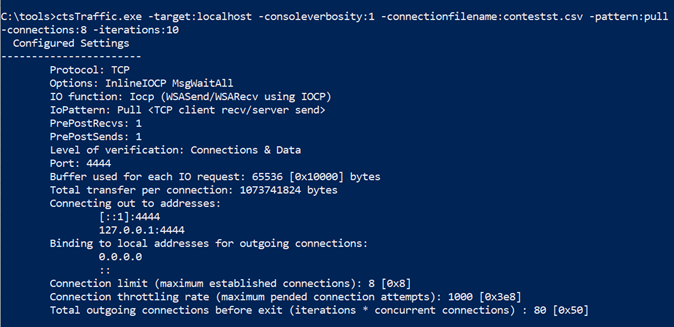 C:\tools>ctsTraffic.exe -target:localhost -consoleverbosity:1 -connectionfilename:contestst.csv -pattern:pull
-connections:8 -iterations:10
Configured Settings
-----------------------
Protocol: TCP
Options: InlineIOCP MsgWaitAll
IO function: Iocp (WSASend/WSARecv using IOCP)
IoPattern: Pull <TCP client recv/server send>
PrePostRecvs: 1
PrePostSends: 1
Level of verification: Connections & Data
Port: 4444
Buffer used for each IO request: 65536 [0x10000] bytes
Total transfer per connection: 1073741824 bytes
Connecting out to addresses:
[::1]:4444
127.0.0.1:4444
Binding to local addresses for outgoing connections:
0.0.0.0
::
Connection limit (maximum established connections): 8 [0x8]
Connection throttling rate (maximum pended connection attempts): 1000 [0x3e8]
Total outgoing connections before exit (iterations * concurrent connections) : 80 [0x50]